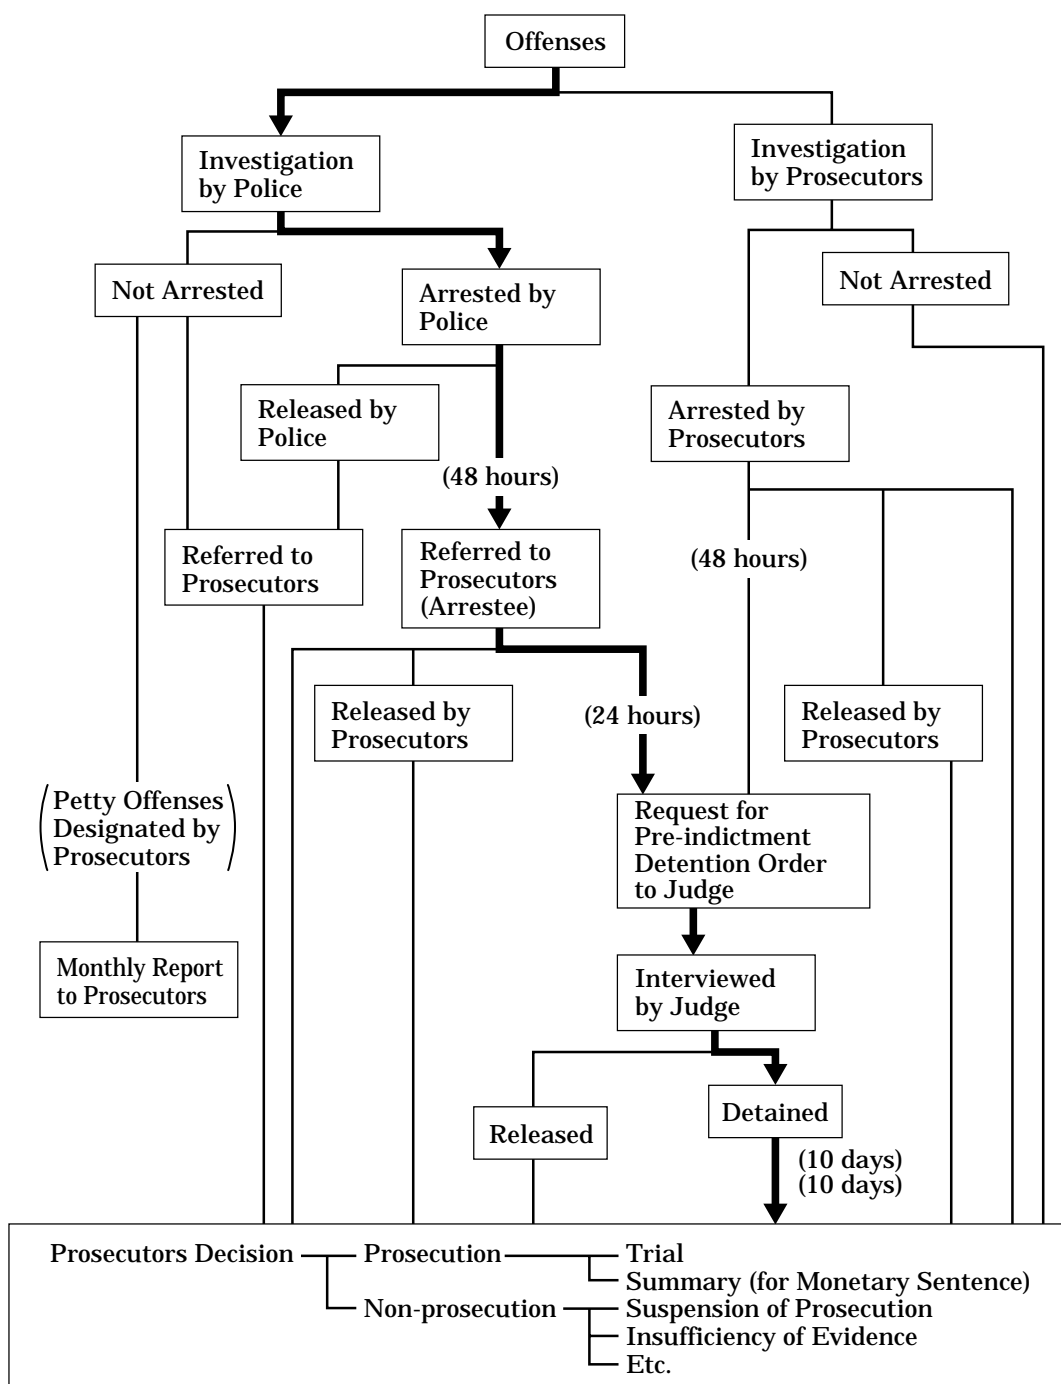 Offenses
Investigation
by Police
Investigation
by Prosecutors
Not Arrested
Arrested by
Police
Not Arrested
Released by
Police
Arrested by
Prosecutors
(48 hours)
Referred to
Prosecutors
Referred to
Prosecutors
(Arrestee)
(48 hours)
Released by
Prosecutors
(24 hours)
Released by
Prosecutors
(Petty Offenses
Designated by
Prosecutors)
Request for
Pre-indictment
Detention Order
to Judge
Monthly Report
to Prosecutors
Interviewed
by Judge
Released
Detained
(10 days)
(10 days)
Prosecutors Decision
Prosecution
Trial
Summary (for Monetary Sentence)
Non-prosecution
Suspension of Prosecution
Insufficiency of Evidence
Etc.